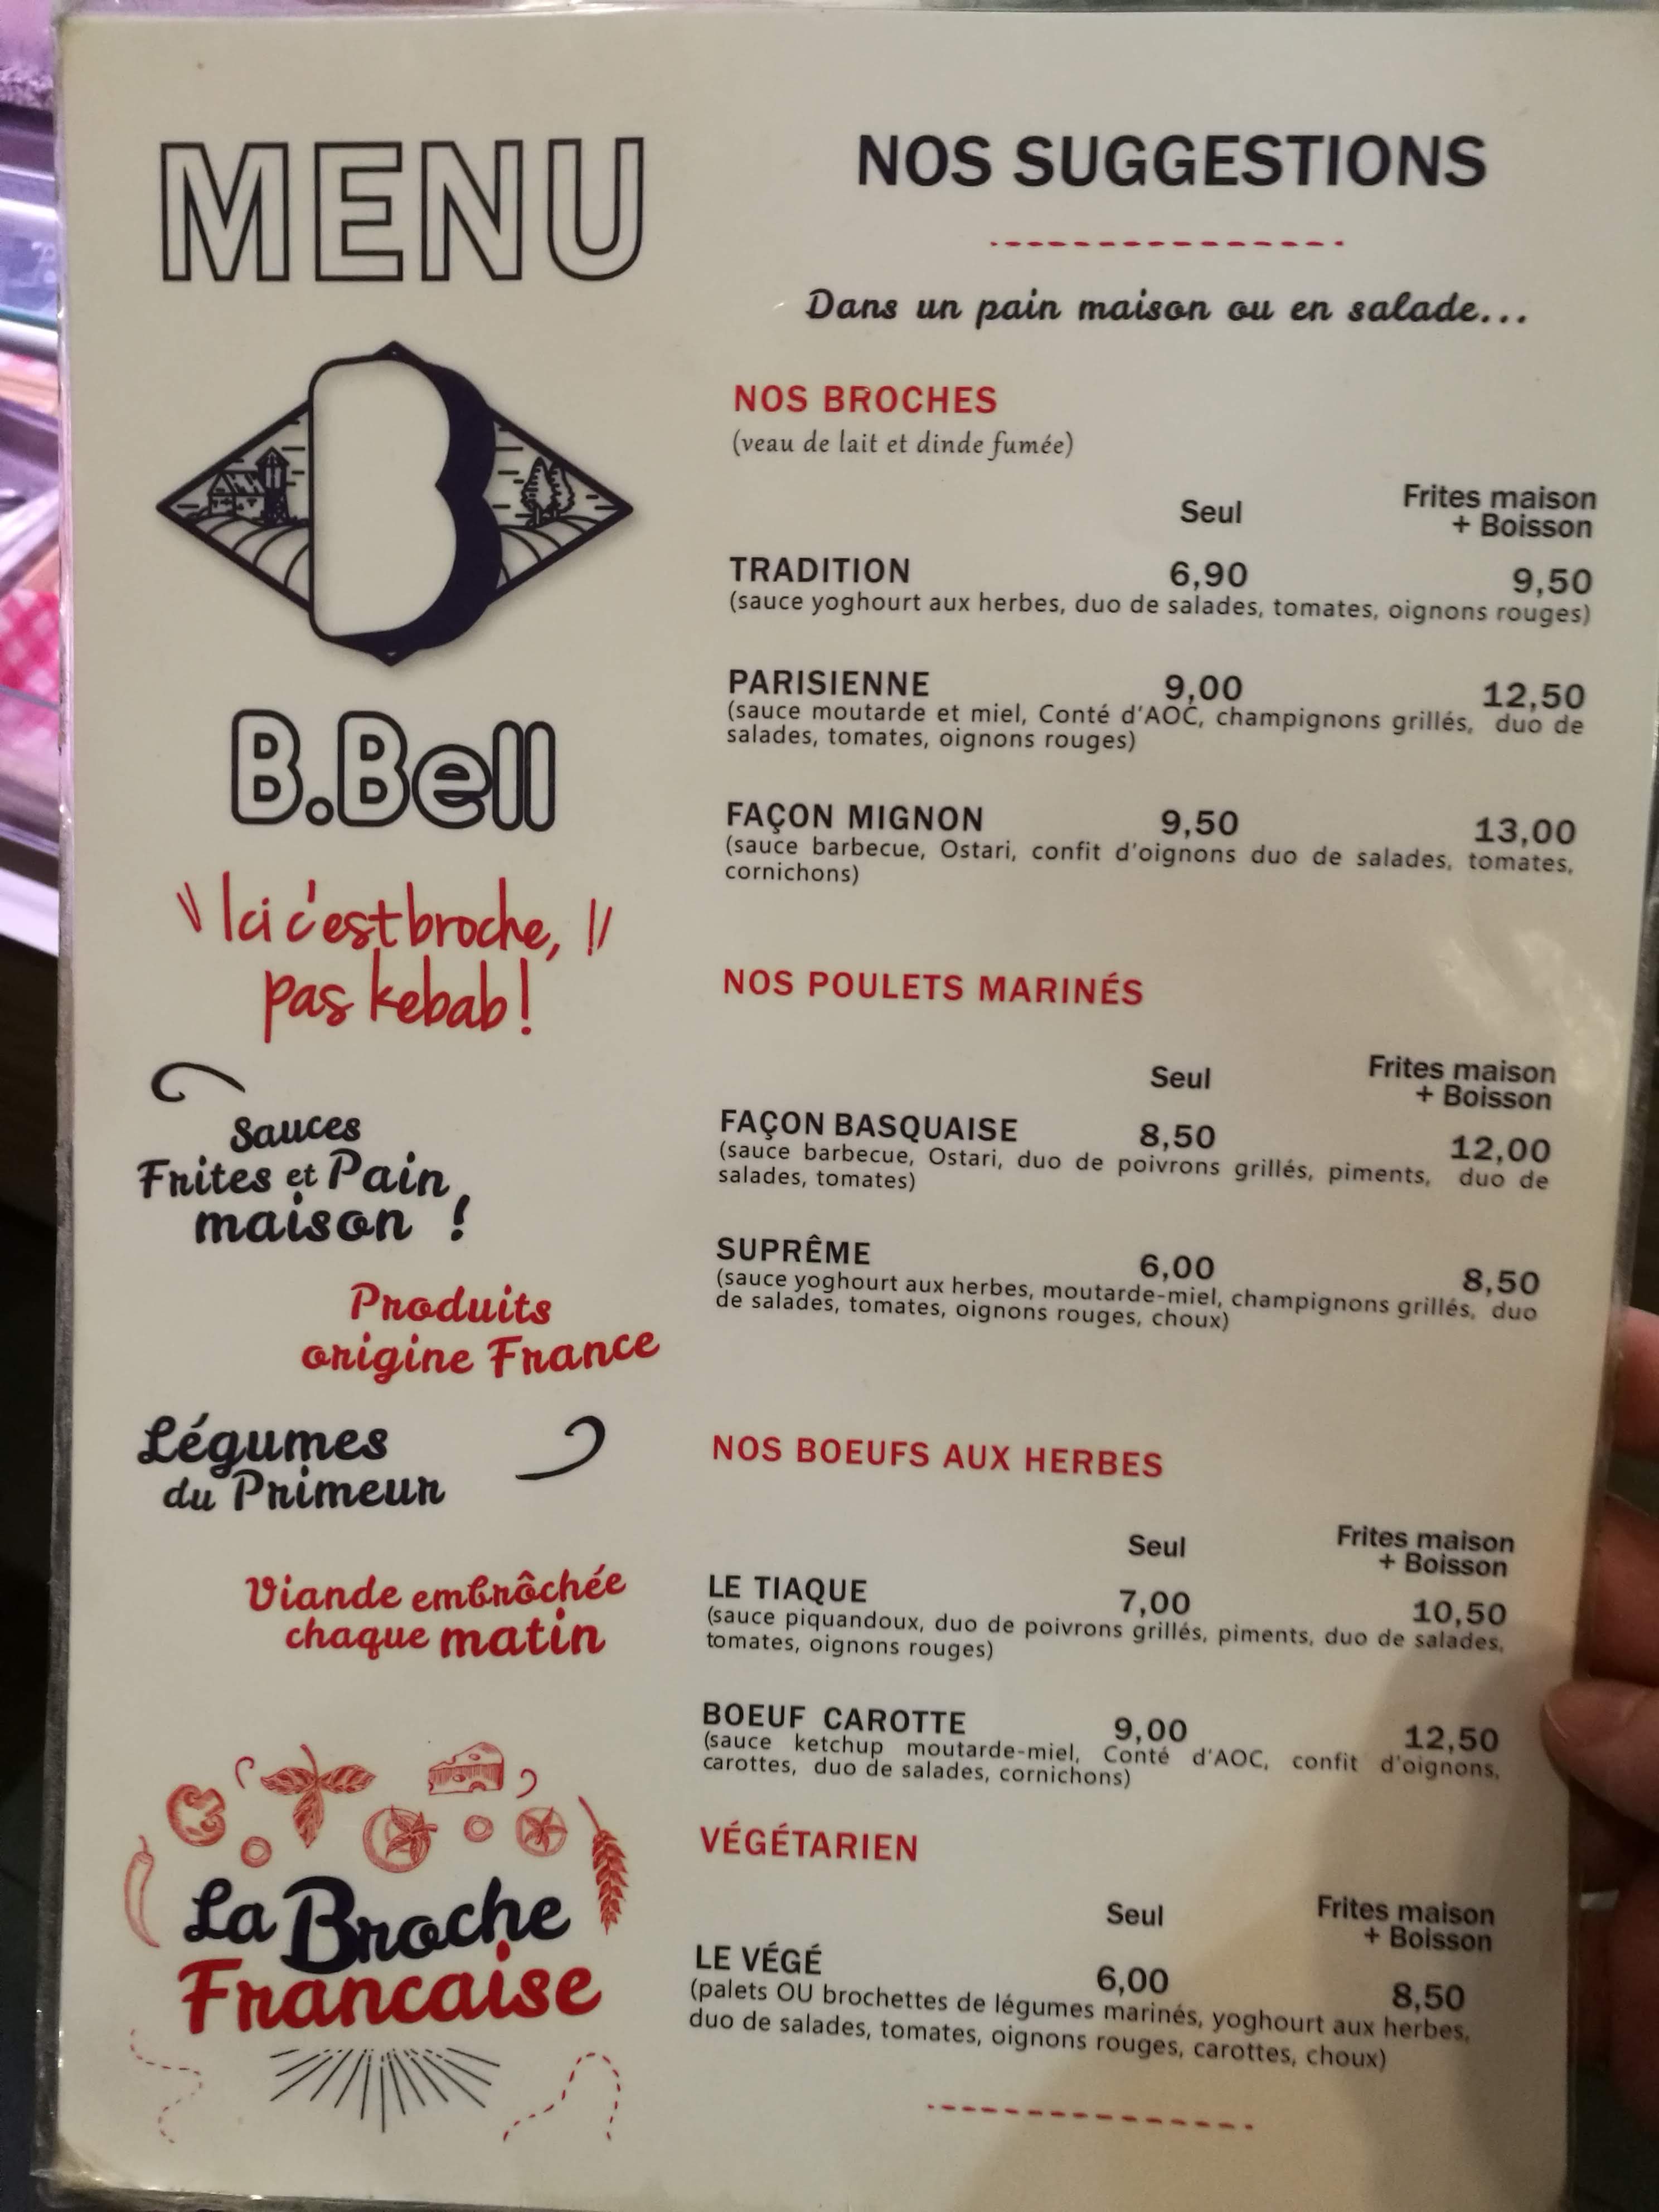 MENU
B
B.Bell
Ici c'est broche,
pas kebab!
Sauces
Frites et Pain
maison !
Produits
origine France
Légumes
du Primeur
Viande embrôchée
chaque matin
La Broche
Francaise
NOS SUGGESTIONS
Dans un pain maison ou en salade...
NOS BROCHES
(veau de lait et dinde fumée)
Seul Frites maison
+ Boisson
TRADITION 6,90 9,50
(sauce yoghourt aux herbes, duo de salades, tomates, oignons rouges)
PARISIENNE 9,00 12,50
(sauce moutarde et miel, Conté d'AOC, champignons grillés, duo de
salades, tomates, oignons rouges)
FAÇON MIGNON 9,50 13,00
(sauce barbecue, Ostari, confit d'oignons duo de salades, tomates,
cornichons)
NOS POULETS MARINÉS
Seul Frites maison
+ Boisson
FAÇON BASQUAISE 8,50 12,00
(sauce barbecue, Ostari, duo de poivrons grillés, piments, duo de
salades, tomates)
SUPRÊME 6,00 8,50
(sauce yoghourt aux herbes, moutarde-miel, champignons grillés, duo
de salades, tomates, oignons rouges, choux)
NOS BOEUFS AUX HERBES
Seul Frites maison
+ Boisson
LE TIAQUE 7,00 10,50
(sauce piquandoux, duo de poivrons grillés, piments, duo de salades,
tomates, oignons rouges)
BOEUF CAROTTE 9,00 12,50
(sauce ketchup moutarde-miel, Conté d'AOC, confit d'oignons,
carottes, duo de salades, cornichons)
VÉGÉTARIEN
Seul Frites maison
+ Boisson
LE VÉGÉ 6,00 8,50
(palets OU brochettes de légumes marinés, yoghourt aux herbes,
duo de salades, tomates, oignons rouges, carottes, choux)